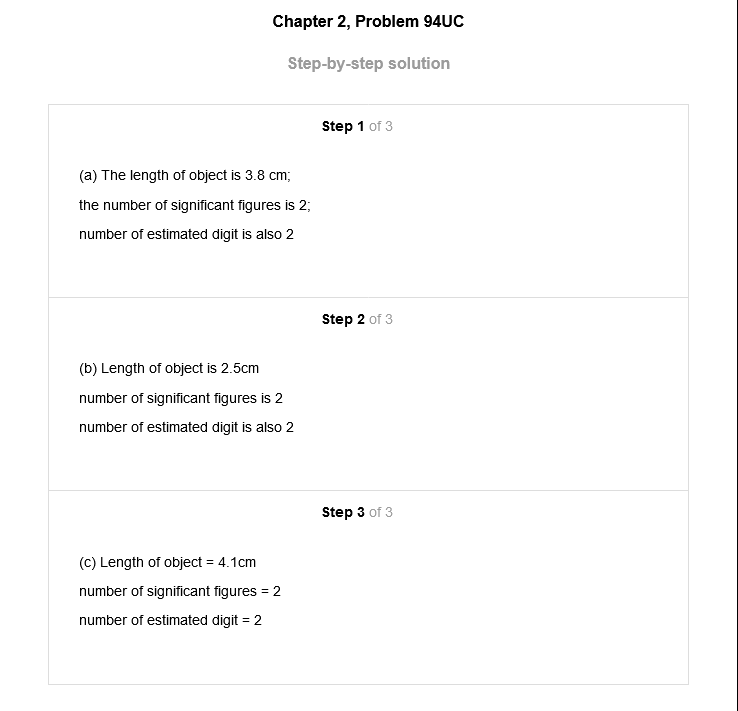 Chapter 2, Problem 94UC
Step-by-step solution
Step 1 of 3
(a) The length of object is 3.8 cm;
the number of significant figures is 2;
number of estimated digit is also 2
Step 2 of 3
(b) Length of object is 2.5cm
number of significant figures is 2
number of estimated digit is also 2
Step 3 of 3
(c) Length of object = 4.1cm
number of significant figures = 2
number of estimated digit = 2